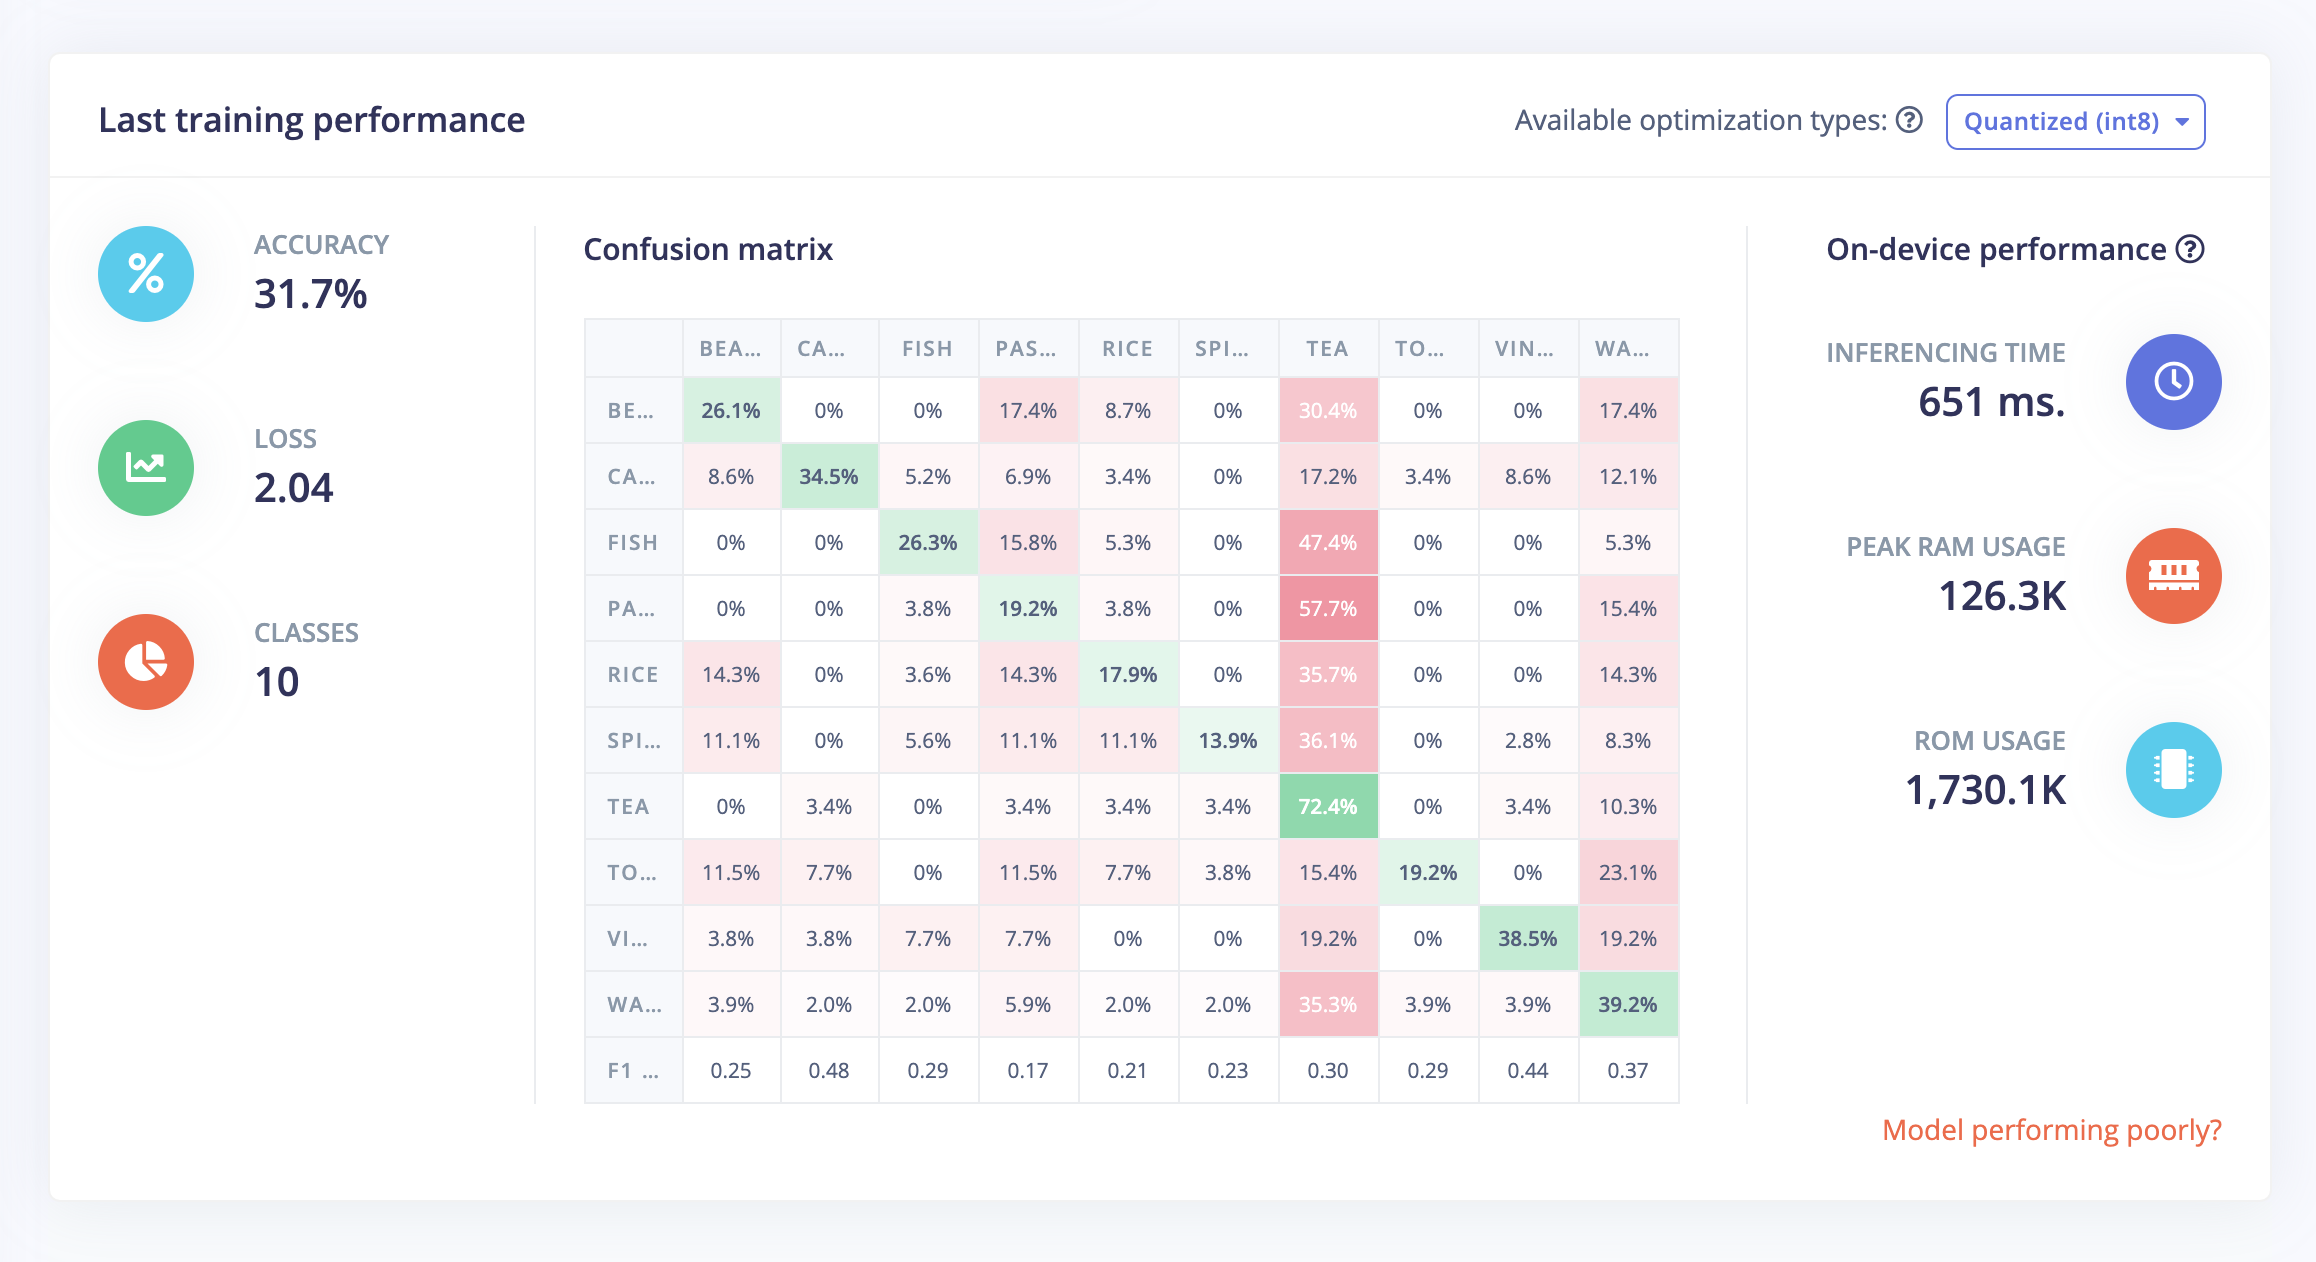 Last training performance
Available optimization types: Quantized (int8)
ACCURACY
31.7%
LOSS
2.04
CLASSES
10
Confusion matrix
BEA... CA... FISH PAS... RICE SPI... TEA TO... VIN... WA...
BE... 26.1% 0% 0% 17.4% 8.7% 0% 30.4% 0% 0% 17.4%
CA... 8.6% 34.5% 5.2% 6.9% 3.4% 0% 17.2% 3.4% 8.6% 12.1%
FISH 0% 0% 26.3% 15.8% 5.3% 0% 47.4% 0% 0% 5.3%
PA... 0% 0% 3.8% 19.2% 3.8% 0% 57.7% 0% 0% 15.4%
RICE 14.3% 0% 3.6% 14.3% 17.9% 0% 35.7% 0% 0% 14.3%
SPI... 11.1% 0% 5.6% 11.1% 11.1% 13.9% 36.1% 0% 2.8% 8.3%
TEA 0% 3.4% 0% 3.4% 3.4% 3.4% 72.4% 0% 3.4% 10.3%
TO... 11.5% 7.7% 0% 11.5% 7.7% 3.8% 15.4% 19.2% 0% 23.1%
VI... 3.8% 3.8% 7.7% 7.7% 0% 0% 19.2% 0% 38.5% 19.2%
WA... 3.9% 2.0% 2.0% 5.9% 2.0% 2.0% 35.3% 3.9% 3.9% 39.2%
F1 ... 0.25 0.48 0.29 0.17 0.21 0.23 0.30 0.29 0.44 0.37
On-device performance
INFERENCING TIME
651 ms.
PEAK RAM USAGE
126.3K
ROM USAGE
1,730.1K
Model performing poorly?